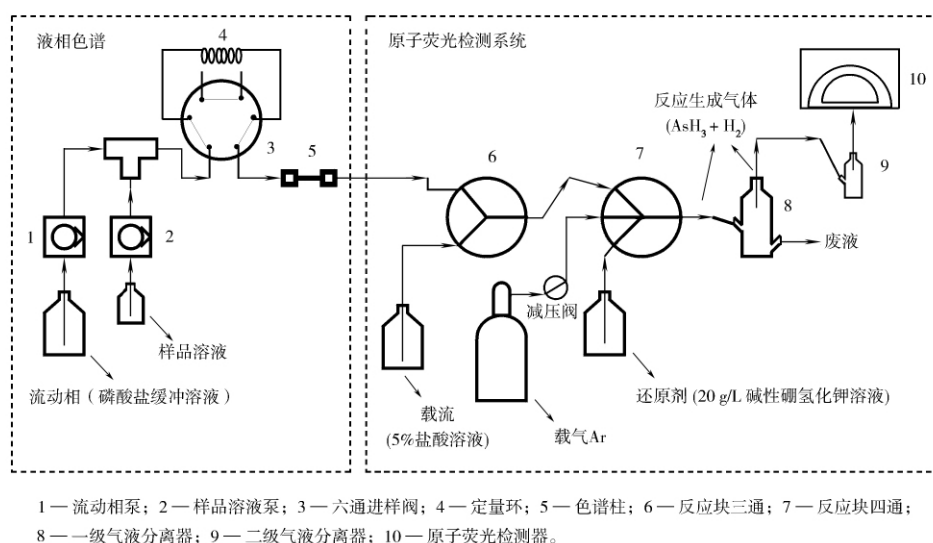 液相色谱
原子荧光检测系统
4
10
反应生成气体
(AsH₃ + H₂)
3
5
6
7
9
8
1
2
废液
减压阀
样品溶液
流动相（磷酸盐缓冲溶液）
还原剂 (20 g/L 碱性硼氢化钾溶液)
载流
(5%盐酸溶液)
载气Ar
1 — 流动相泵；2 — 样品溶液泵；3 — 六通进样阀；4 — 定量环；5 — 色谱柱；6 — 反应块三通；7 — 反应块四通；
8 — 一级气液分离器；9 — 二级气液分离器；10 — 原子荧光检测器。